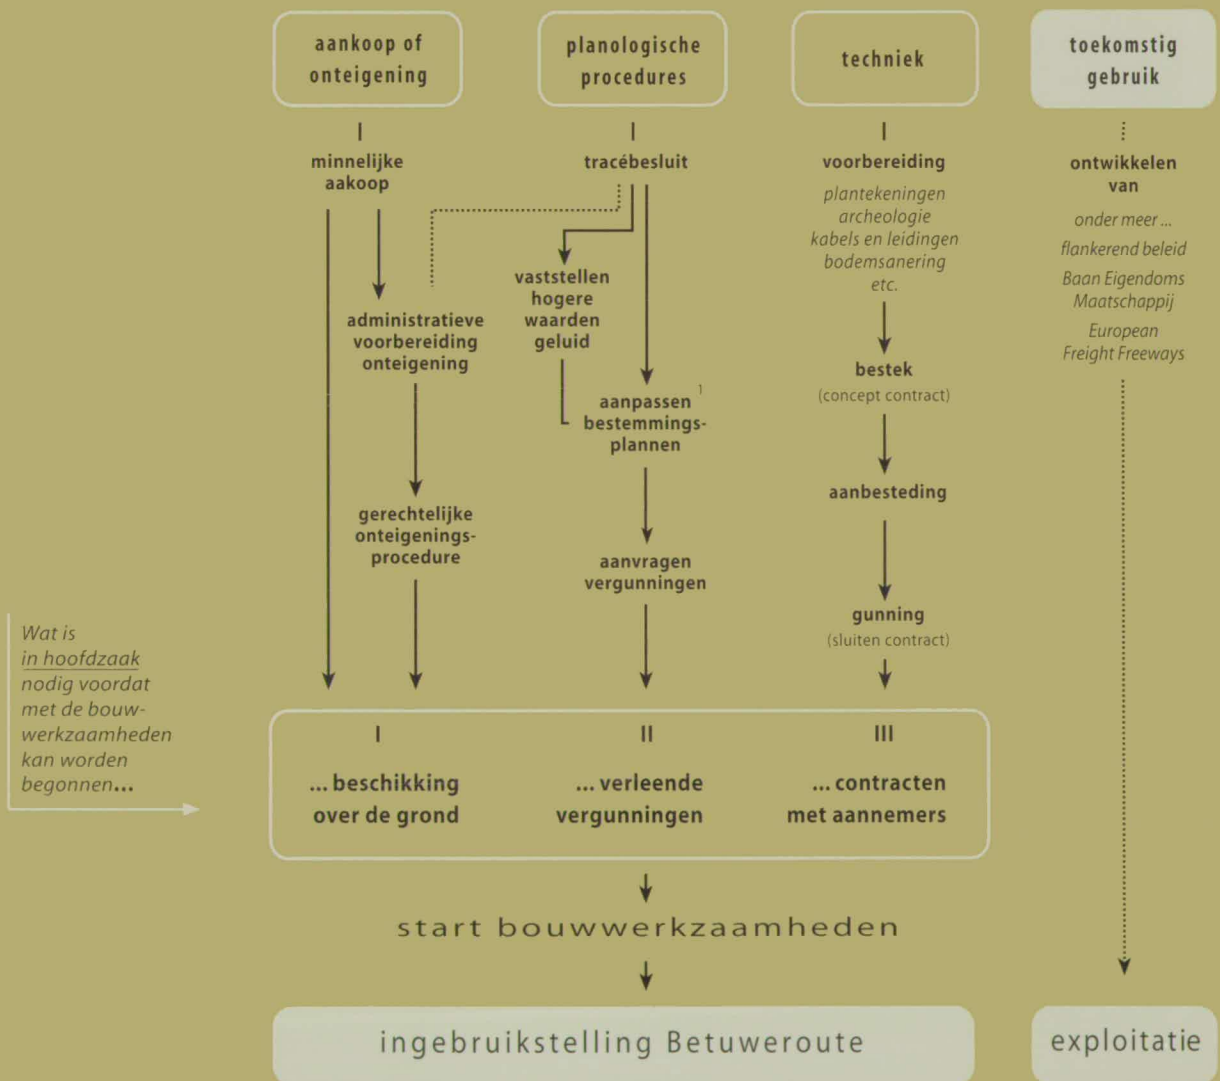 aankoop of
onteigening
minnelijke
aakoop
administratieve
voorbereiding
onteigening
gerechtelijke
onteigenings-
procedure
planologische
procedures
tracébesluit
vaststellen
hogere
waarden
geluid
aanpassen 1
bestemmings-
plannen
aanvragen
vergunningen
techniek
voorbereiding
plantekeningen
archeologie
kabels en leidingen
bodemsanering
etc.
bestek
(concept contract)
aanbesteding
gunning
(sluiten contract)
toekomstig
gebruik
ontwikkelen
van
onder meer ...
flankerend beleid
Baan Eigendoms
Maatschappij
European
Freight Freeways
Wat is
in hoofdzaak
nodig voordat
met de bouw-
werkzaamheden
kan worden
begonnen...
I
... beschikking
over de grond
II
... verleende
vergunningen
III
... contracten
met aannemers
start bouwwerkzaamheden
ingebruikstelling Betuweroute
exploitatie